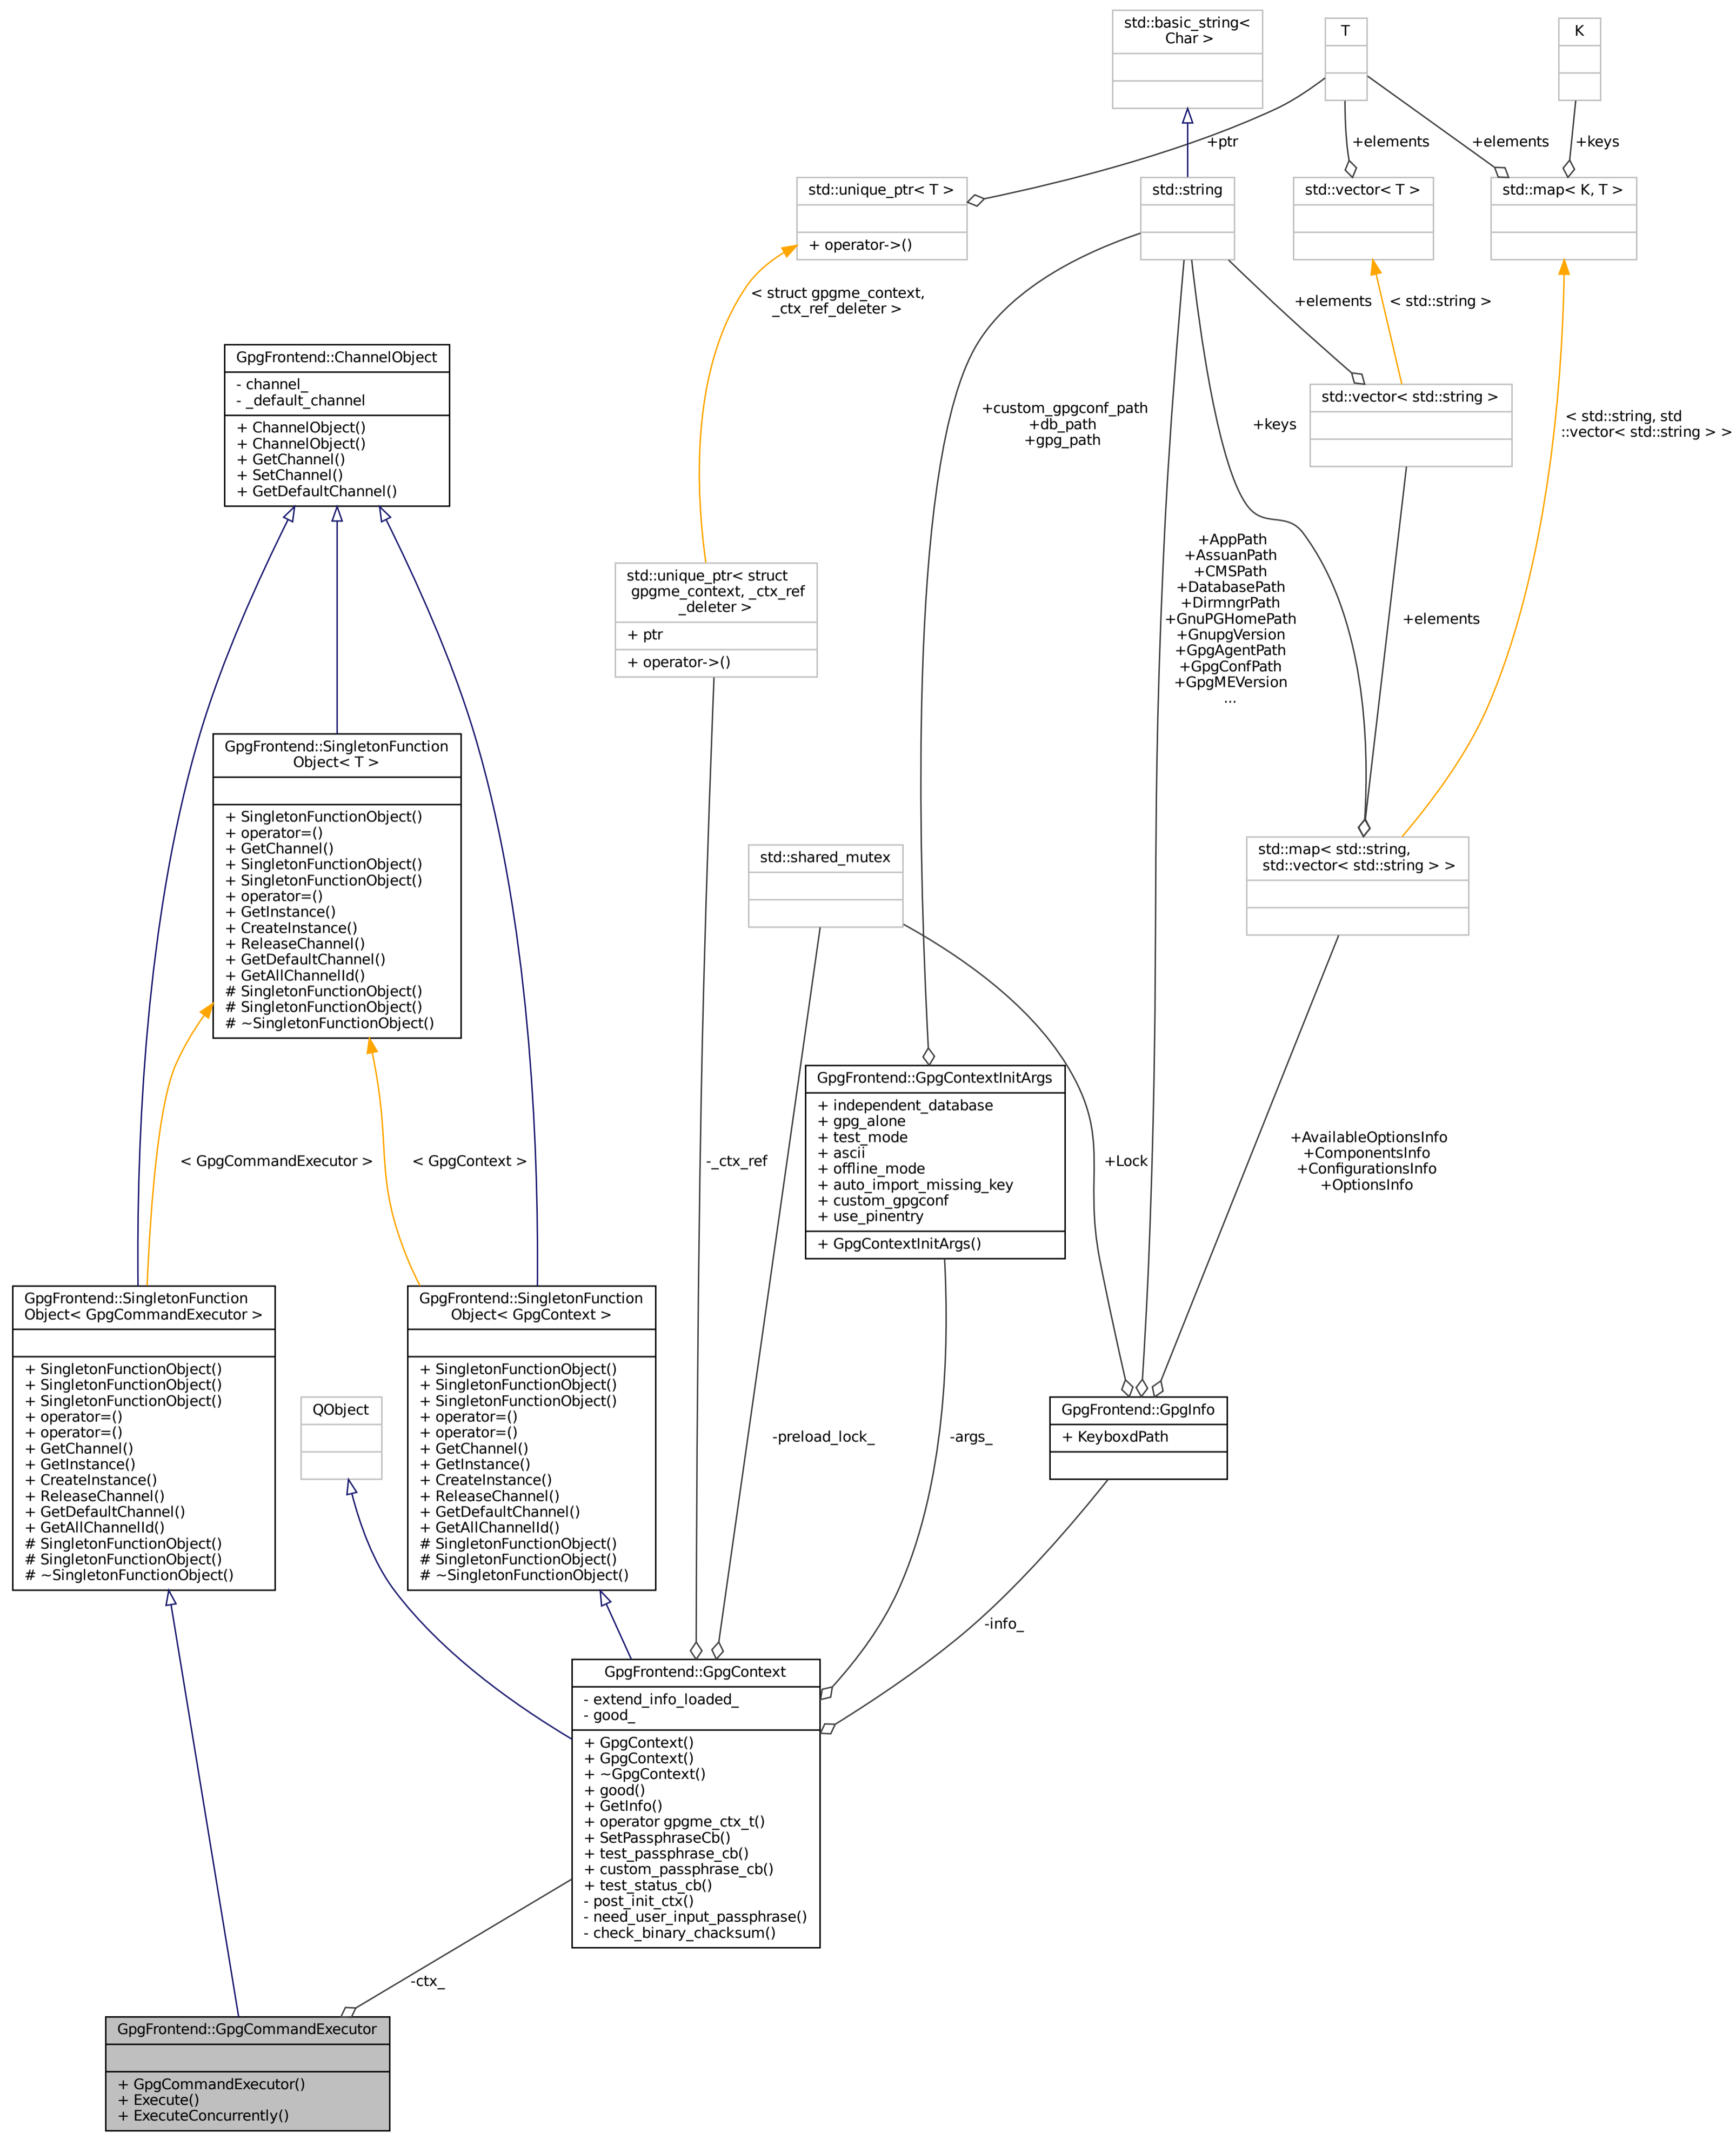 std::basic_string<
Char >
T
K
+ptr
+elements
+elements
+keys
std::unique_ptr< T >
+ operator->()
std::string
std::vector< T >
std::map< K, T >
< struct gpgme_context,
_ctx_ref_deleter >
+elements
< std::string >
GpgFrontend::ChannelObject
- channel_
- _default_channel
+ ChannelObject()
+ ChannelObject()
+ GetChannel()
+ SetChannel()
+ GetDefaultChannel()
+custom_gpgconf_path
+db_path
+gpg_path
+keys
std::vector< std::string >
< std::string, std
::vector< std::string > >
std::unique_ptr< struct
gpgme_context, _ctx_ref
_deleter >
+ ptr
+ operator->()
+AppPath
+AssuanPath
+CMSPath
+DatabasePath
+DirmngrPath
+GnuPGHomePath
+GnupgVersion
+GpgAgentPath
+GpgConfPath
+GpgMEVersion
...
+elements
GpgFrontend::SingletonFunction
Object< T >
+ SingletonFunctionObject()
+ operator=()
+ GetChannel()
+ SingletonFunctionObject()
+ SingletonFunctionObject()
+ operator=()
+ GetInstance()
+ CreateInstance()
+ ReleaseChannel()
+ GetDefaultChannel()
+ GetAllChannelId()
# SingletonFunctionObject()
# SingletonFunctionObject()
# ~SingletonFunctionObject()
std::shared_mutex
std::map< std::string,
std::vector< std::string > >
GpgFrontend::GpgContextInitArgs
+ independent_database
+ gpg_alone
+ test_mode
+ ascii
+ offline_mode
+ auto_import_missing_key
+ custom_gpgconf
+ use_pinentry
+ GpgContextInitArgs()
< GpgCommandExecutor >
< GpgContext >
-_ctx_ref
+Lock
+AvailableOptionsInfo
+ComponentsInfo
+ConfigurationsInfo
+OptionsInfo
GpgFrontend::SingletonFunction
Object< GpgCommandExecutor >
+ SingletonFunctionObject()
+ SingletonFunctionObject()
+ SingletonFunctionObject()
+ operator=()
+ operator=()
+ GetChannel()
+ GetInstance()
+ CreateInstance()
+ ReleaseChannel()
+ GetDefaultChannel()
+ GetAllChannelId()
# SingletonFunctionObject()
# SingletonFunctionObject()
# ~SingletonFunctionObject()
QObject
GpgFrontend::SingletonFunction
Object< GpgContext >
+ SingletonFunctionObject()
+ SingletonFunctionObject()
+ SingletonFunctionObject()
+ operator=()
+ operator=()
+ GetChannel()
+ GetInstance()
+ CreateInstance()
+ ReleaseChannel()
+ GetDefaultChannel()
+ GetAllChannelId()
# SingletonFunctionObject()
# SingletonFunctionObject()
# ~SingletonFunctionObject()
-preload_lock_
-args_
GpgFrontend::GpgInfo
+ KeyboxdPath
-info_
GpgFrontend::GpgContext
- extend_info_loaded_
- good_
+ GpgContext()
+ GpgContext()
+ ~GpgContext()
+ good()
+ GetInfo()
+ operator gpgme_ctx_t()
+ SetPassphraseCb()
+ test_passphrase_cb()
+ custom_passphrase_cb()
+ test_status_cb()
- post_init_ctx()
- need_user_input_passphrase()
- check_binary_chacksum()
-ctx_
GpgFrontend::GpgCommandExecutor
+ GpgCommandExecutor()
+ Execute()
+ ExecuteConcurrently()